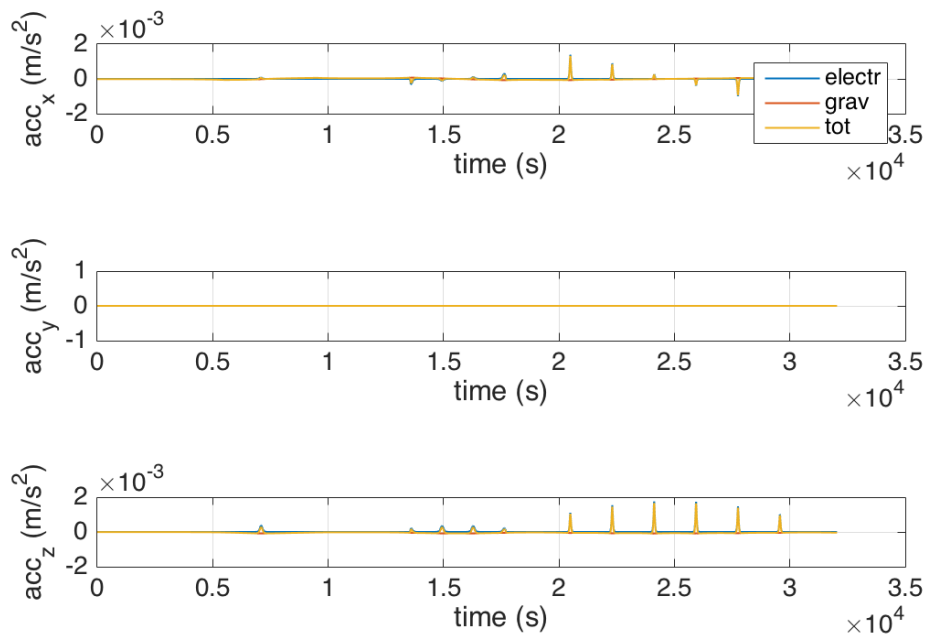 ×10⁻³
acc_x (m/s²)
2
0
-2
0 0.5 1 1.5 2 2.5 3 3.5
time (s)
×10⁴
electr
grav
tot
acc_y (m/s²)
1
0
-1
0 0.5 1 1.5 2 2.5 3 3.5
time (s)
×10⁴
×10⁻³
acc_z (m/s²)
2
0
-2
0 0.5 1 1.5 2 2.5 3 3.5
time (s)
×10⁴